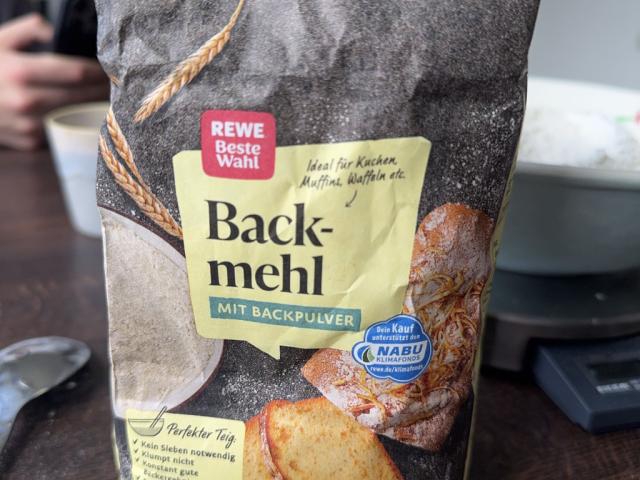 REWE
Beste
Wahl
Ideal für Kuchen,
Muffins, Waffeln etc.
Back-
mehl
MIT BACKPULVER
Dein Kauf
unterstützt den
NABU
KLIMAFONDS
rewe.de/klimafonds
Perfekter Teig:
✓ Kein Sieben notwendig
✓ Klumpt nicht
✓ Konstant gute